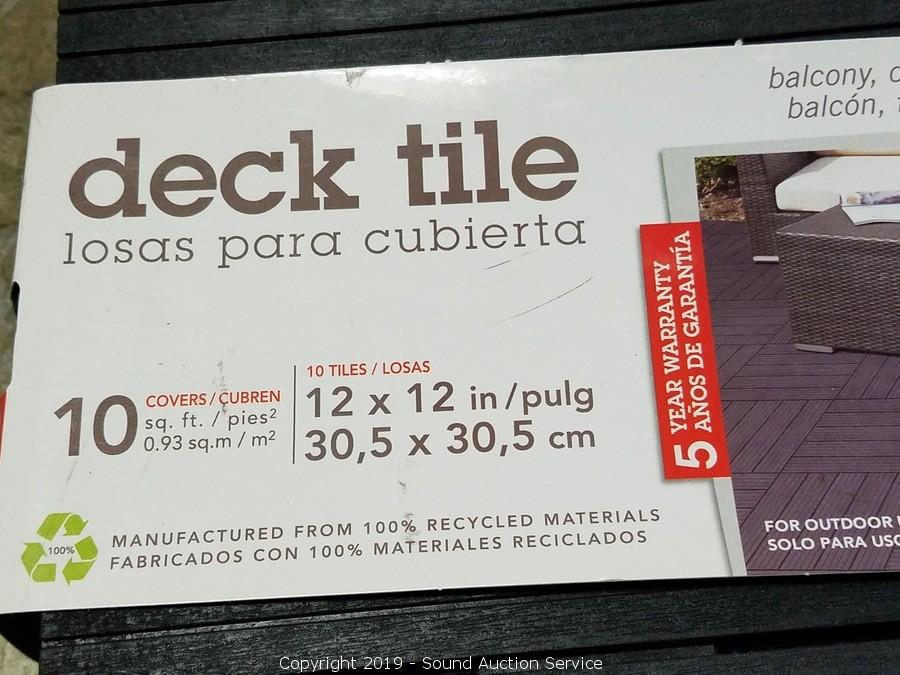 balcony,
balcón,
deck tile
losas para cubierta
5 YEAR WARRANTY
AÑOS DE GARANTÍA
10 COVERS / CUBREN
sq. ft. / pies²
0.93 sq.m / m²
10 TILES / LOSAS
12 x 12 in/pulg
30,5 x 30,5 cm
100%
MANUFACTURED FROM 100% RECYCLED MATERIALS
FABRICADOS CON 100% MATERIALES RECICLADOS
FOR OUTDOOR
SOLO PARA USO
Copyright 2019 - Sound Auction Service